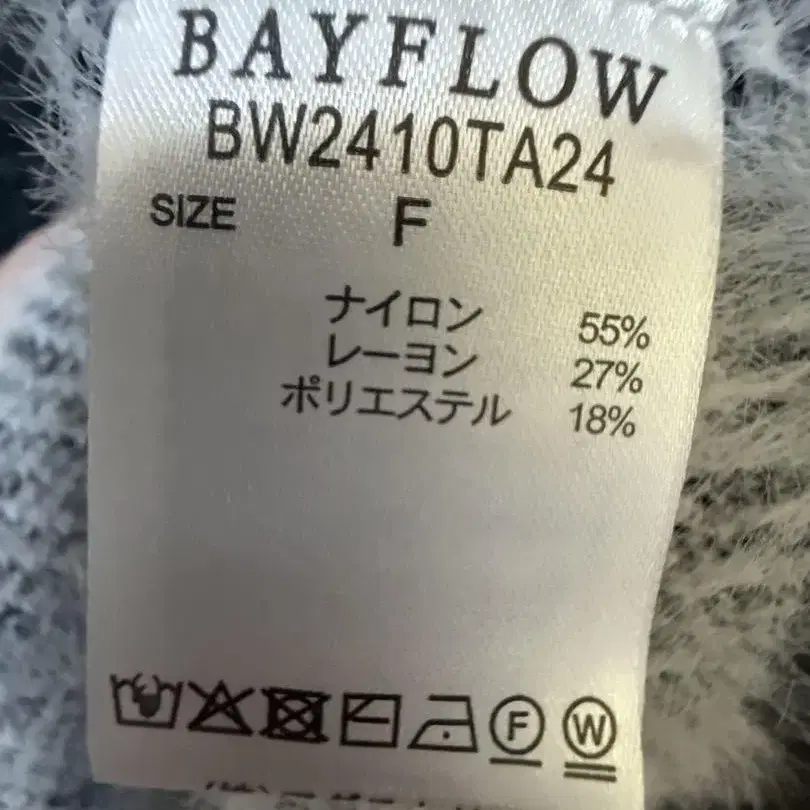 BAYFLOW
BW2410TA24
SIZE F
ナイロン 55%
レーヨン 27%
ポリエステル 18%
F W